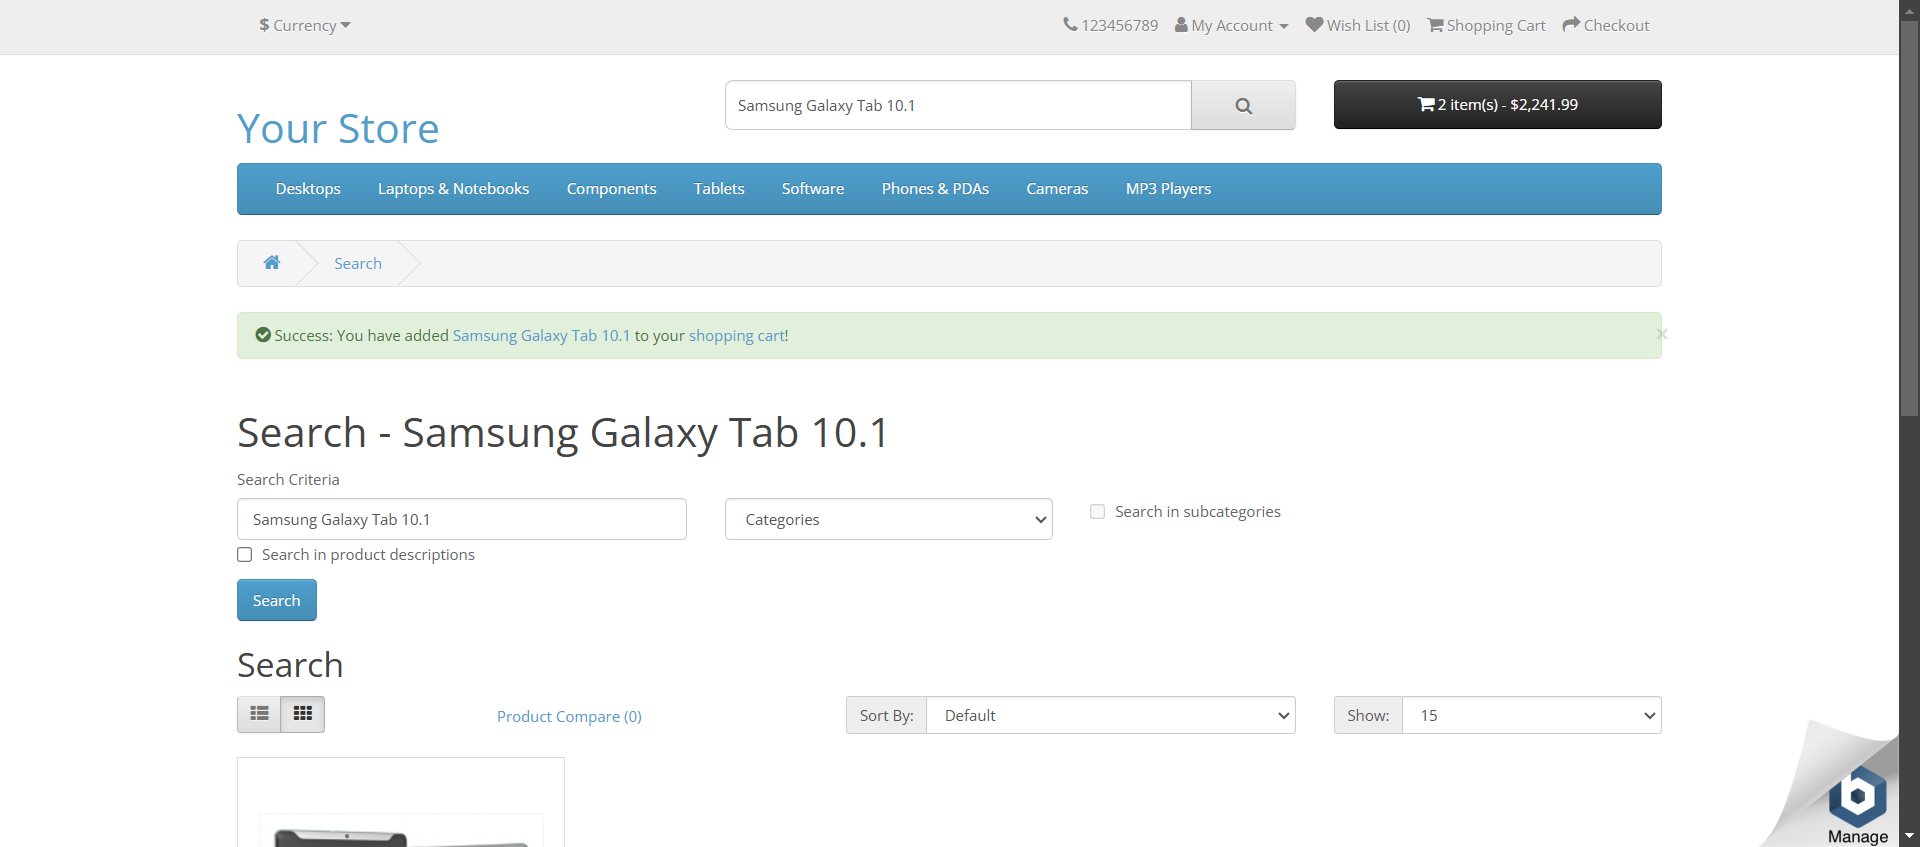 $ Currency
123456789 My Account Wish List (0) Shopping Cart Checkout
Your Store
Samsung Galaxy Tab 10.1
2 item(s) - $2,241.99
Desktops Laptops & Notebooks Components Tablets Software Phones & PDAs Cameras MP3 Players
Search
Success: You have added Samsung Galaxy Tab 10.1 to your shopping cart!
×
Search - Samsung Galaxy Tab 10.1
Search Criteria
Samsung Galaxy Tab 10.1 Categories Search in subcategories
Search in product descriptions
Search
Search
Product Compare (0) Sort By: Default Show: 15
b
Manage